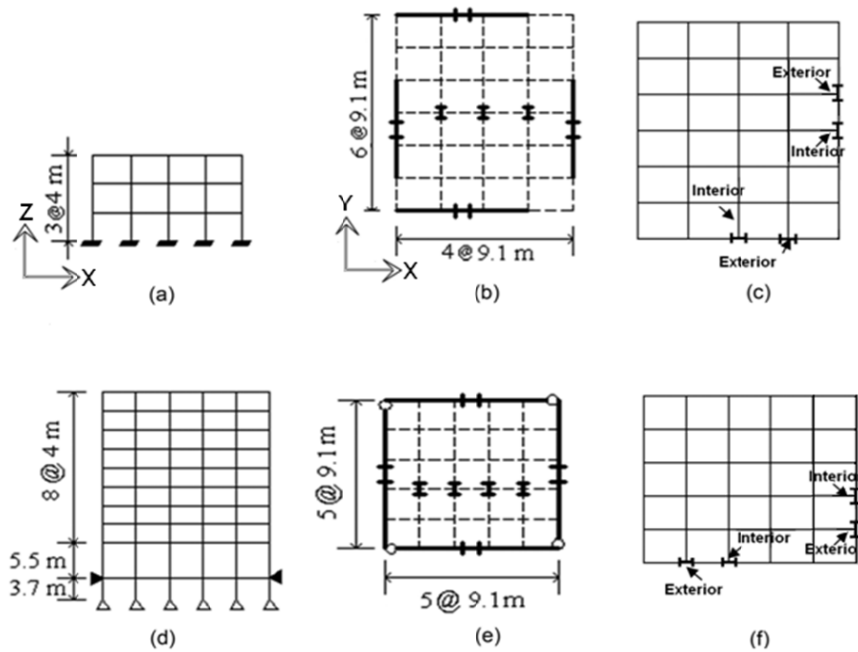 3@4 m
Z
X
(a)
6 @9.1 m
Y
X
4@ 9.1 m
(b)
Exterior
Interior
Interior
Exterior
(c)
8@4 m
5.5 m
3.7 m
(d)
5@ 9.1m
5@ 9.1m
(e)
Interior
Interior
Exterio
Exterior
(f)